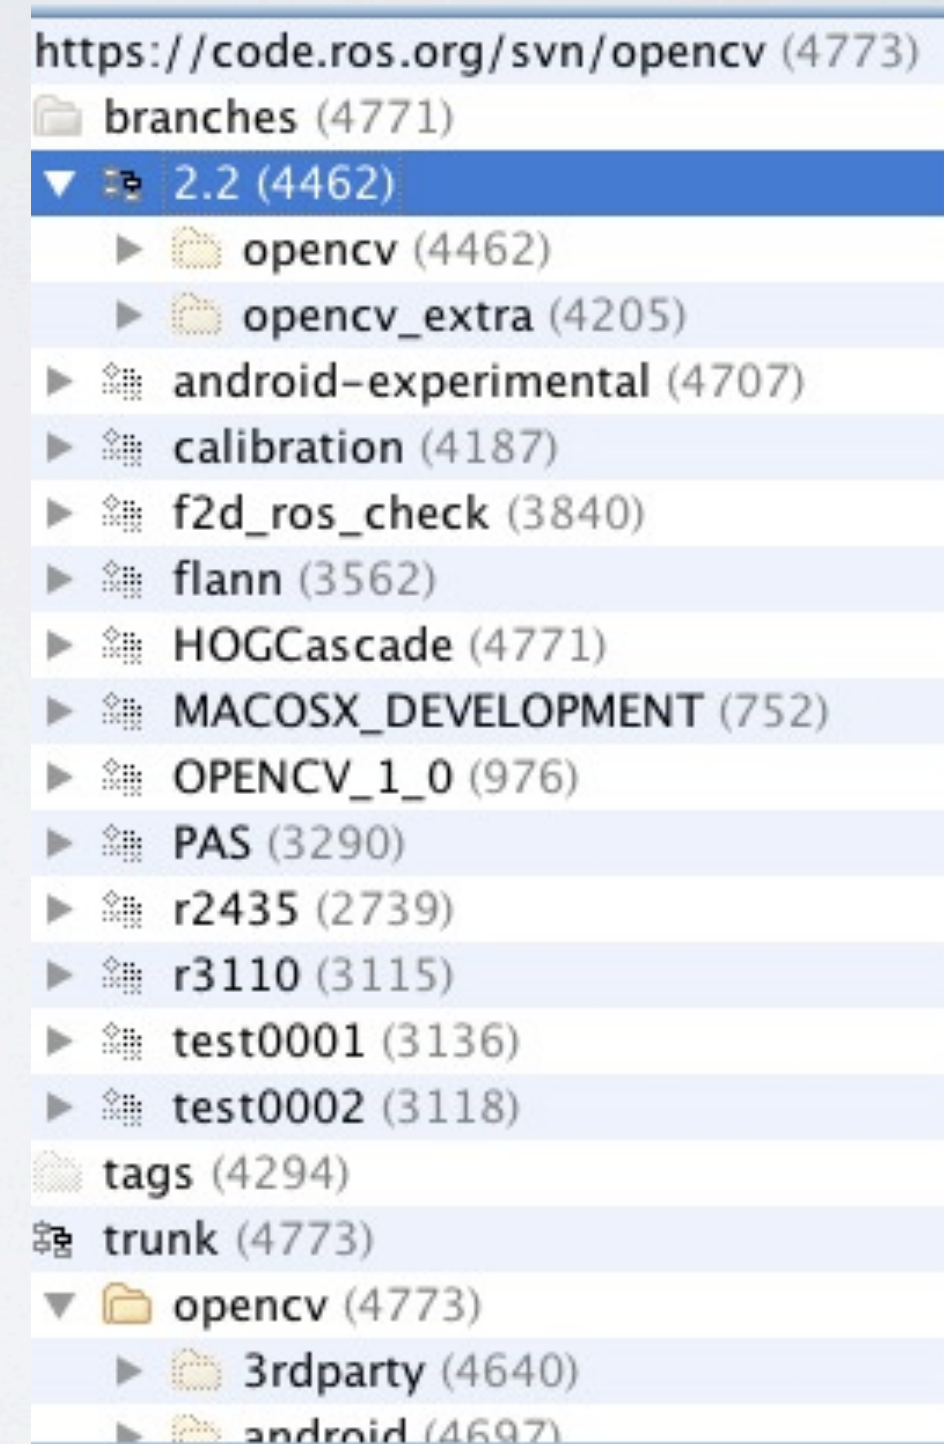 https://code.ros.org/svn/opencv (4773)
branches (4771)
2.2 (4462)
opencv (4462)
opencv_extra (4205)
android-experimental (4707)
calibration (4187)
f2d_ros_check (3840)
flann (3562)
HOGCascade (4771)
MACOSX_DEVELOPMENT (752)
OPENCV_1_0 (976)
PAS (3290)
r2435 (2739)
r3110 (3115)
test0001 (3136)
test0002 (3118)
tags (4294)
trunk (4773)
opencv (4773)
3rdparty (4640)
android (4697)